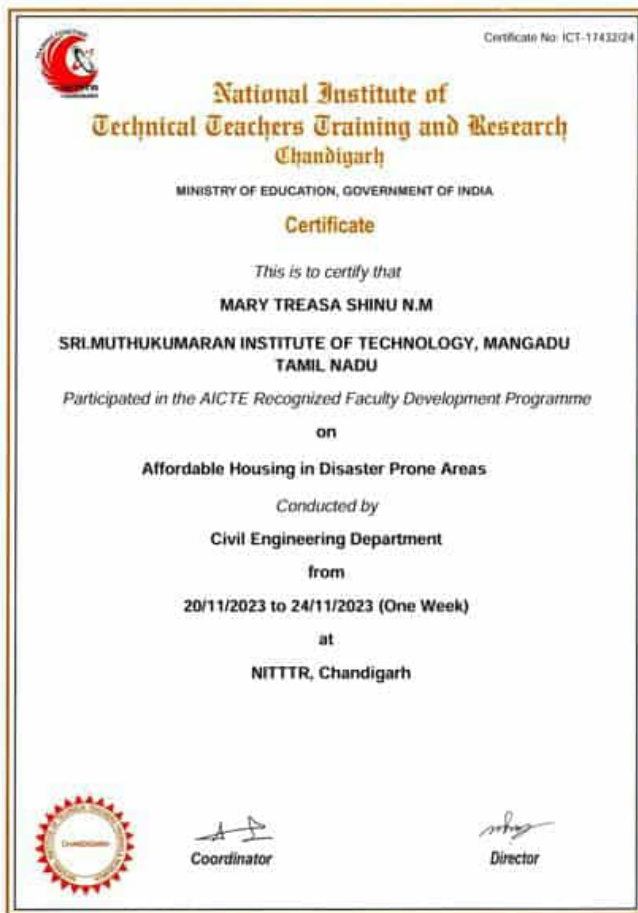 Certificate No: ICT-17432/24
National Institute of
Technical Teachers Training and Research
Chandigarh
MINISTRY OF EDUCATION, GOVERNMENT OF INDIA
Certificate
This is to certify that
MARY TREASA SHINU N.M
SRI.MUTHUKUMARAN INSTITUTE OF TECHNOLOGY, MANGADU
TAMIL NADU
Participated in the AICTE Recognized Faculty Development Programme
on
Affordable Housing in Disaster Prone Areas
Conducted by
Civil Engineering Department
from
20/11/2023 to 24/11/2023 (One Week)
at
NITTTR, Chandigarh
CHANDIGARH
Coordinator
Director